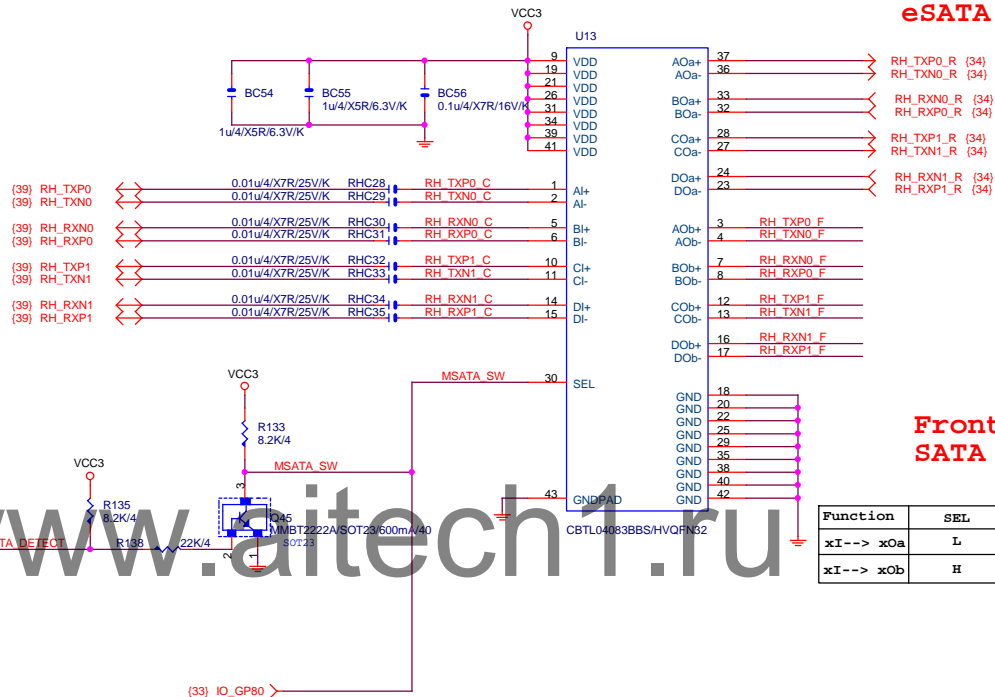 eSATA
VCC3
U13
BC54
1u/4/X5R/6.3V/K
BC55
1u/4/X5R/6.3V/K
BC56
0.1u/4/X7R/16V/K
9 VDD
19 VDD
21 VDD
26 VDD
31 VDD
34 VDD
39 VDD
41 VDD
AOa+ 37 RH_TXP0_R {34}
AOa- 36 RH_TXN0_R {34}
BOa+ 33 RH_RXN0_R {34}
BOa- 32 RH_RXP0_R {34}
COa+ 28 RH_TXP1_R {34}
COa- 27 RH_TXN1_R {34}
DOa+ 24 RH_RXN1_R {34}
DOa- 23 RH_RXP1_R {34}
{39} RH_TXP0 0.01u/4/X7R/25V/K RHC28 RH_TXP0_C 1 AI+
{39} RH_TXN0 0.01u/4/X7R/25V/K RHC29 RH_TXN0_C 2 AI-
{39} RH_RXN0 0.01u/4/X7R/25V/K RHC30 RH_RXN0_C 5 BI+
{39} RH_RXP0 0.01u/4/X7R/25V/K RHC31 RH_RXP0_C 6 BI-
{39} RH_TXP1 0.01u/4/X7R/25V/K RHC32 RH_TXP1_C 10 CI+
{39} RH_TXN1 0.01u/4/X7R/25V/K RHC33 RH_TXN1_C 11 CI-
{39} RH_RXN1 0.01u/4/X7R/25V/K RHC34 RH_RXN1_C 14 DI+
{39} RH_RXP1 0.01u/4/X7R/25V/K RHC35 RH_RXP1_C 15 DI-
AOb+ 3 RH_TXP0_F
AOb- 4 RH_TXN0_F
BOb+ 7 RH_RXN0_F
BOb- 8 RH_RXP0_F
COb+ 12 RH_TXP1_F
COb- 13 RH_TXN1_F
DOb+ 16 RH_RXN1_F
DOb- 17 RH_RXP1_F
MSATA_SW 30 SEL
GND 18
GND 20
GND 22
GND 25
GND 29
GND 35
GND 38
GND 40
GND 42
43 GNDPAD
CBTL04083BBS/HVQFN32
Front
SATA
VCC3
R133
8.2K/4
MSATA_SW
VCC3
R135
8.2K/4
3
Q45
MMBT2222A/SOT23/600mA/40
SOT23
2
1
TA_DETECT
R138
22K/4
www.aitech1.ru
Function SEL
xI--> xOa L
xI--> xOb H
{33} IO_GP80